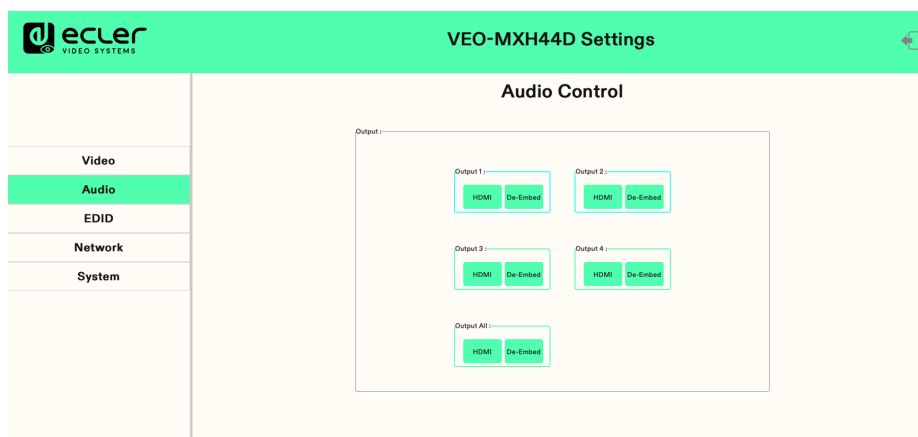 ecler
VIDEO SYSTEMS
VEO-MXH44D Settings
Video
Audio
EDID
Network
System
Audio Control
Output :
Output 1 :
HDMI De-Embed
Output 2 :
HDMI De-Embed
Output 3 :
HDMI De-Embed
Output 4 :
HDMI De-Embed
Output All :
HDMI De-Embed